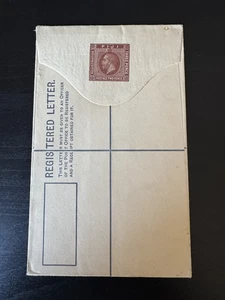 REGISTERED LETTER.
THIS LETTER MUST BE GIVEN TO AN OFFICER
OF THE POST OFFICE TO BE REGISTERED
AND A RECEIPT OBTAINED FOR IT.